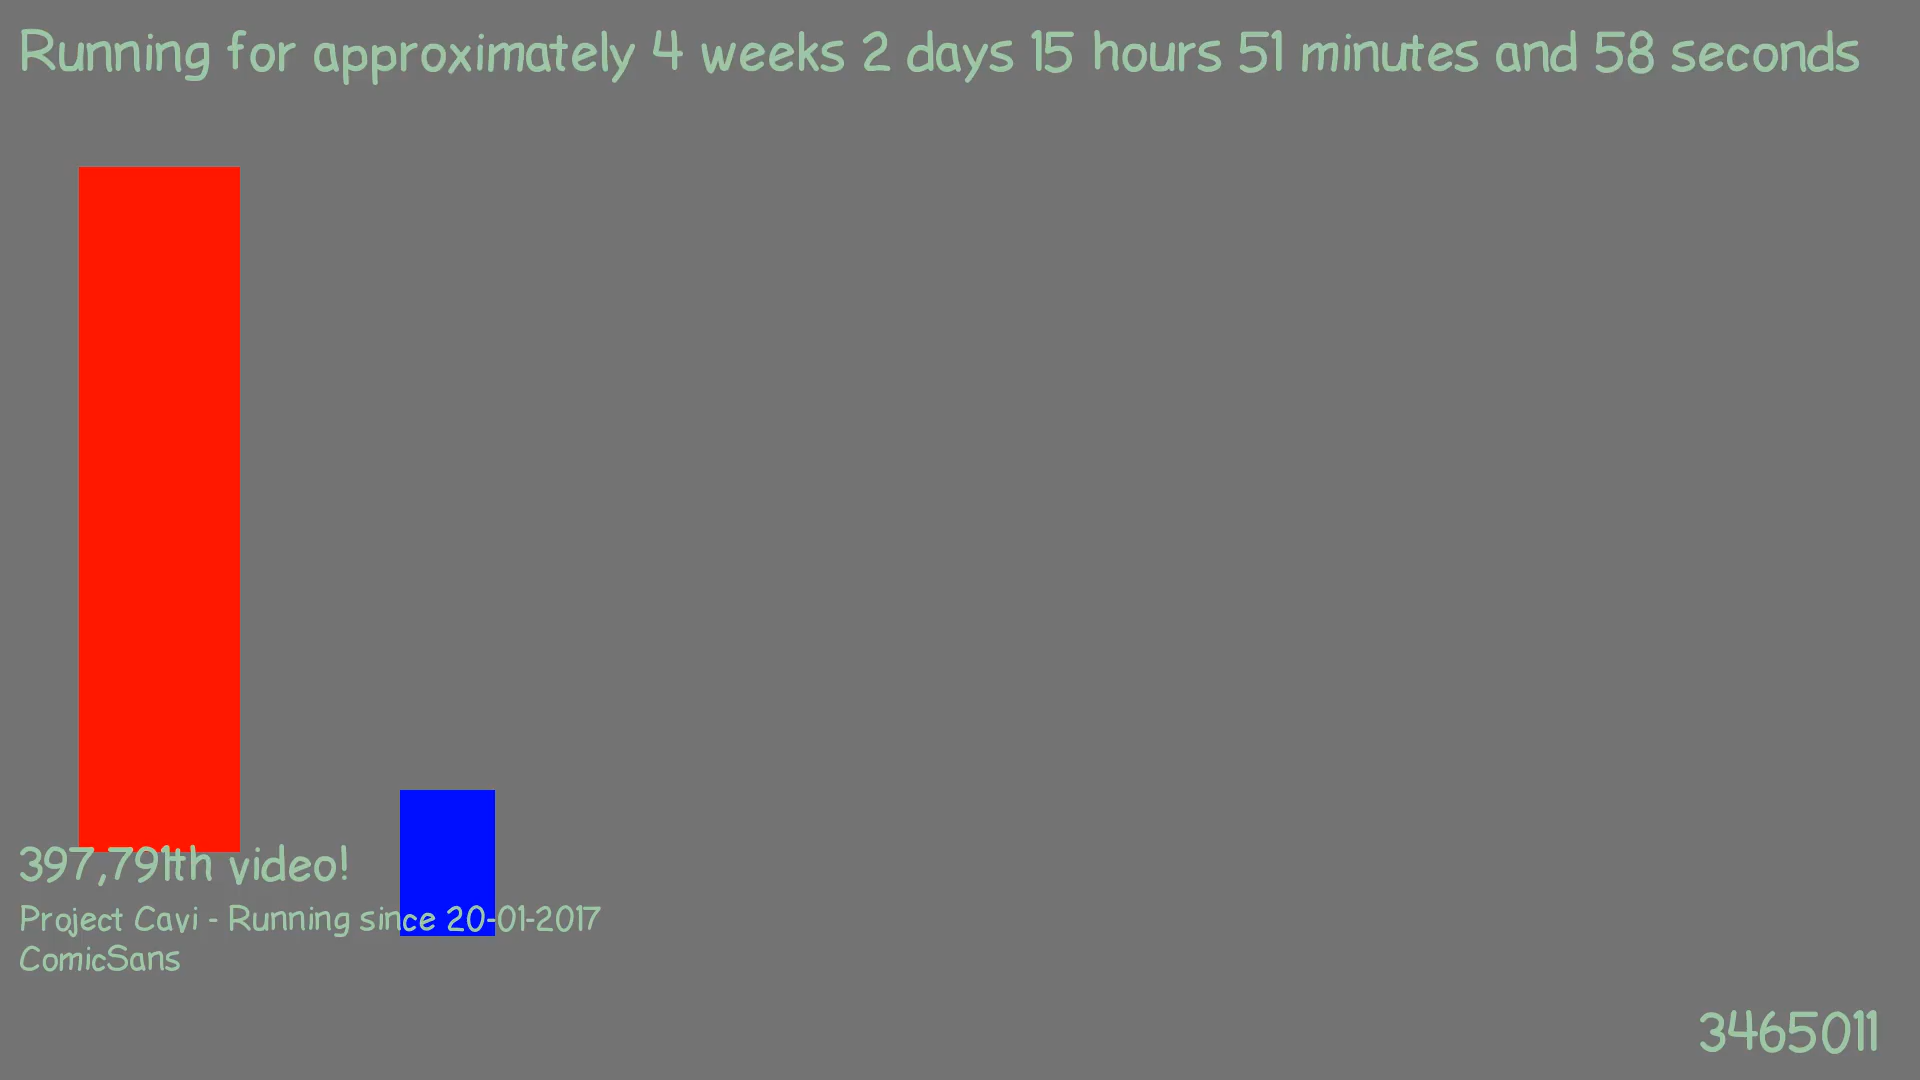 Running for approximately 4 weeks 2 days 15 hours 51 minutes and 58 seconds
397,791th video!
Project Cavi - Running since 20-01-2017
ComicSans
3465011